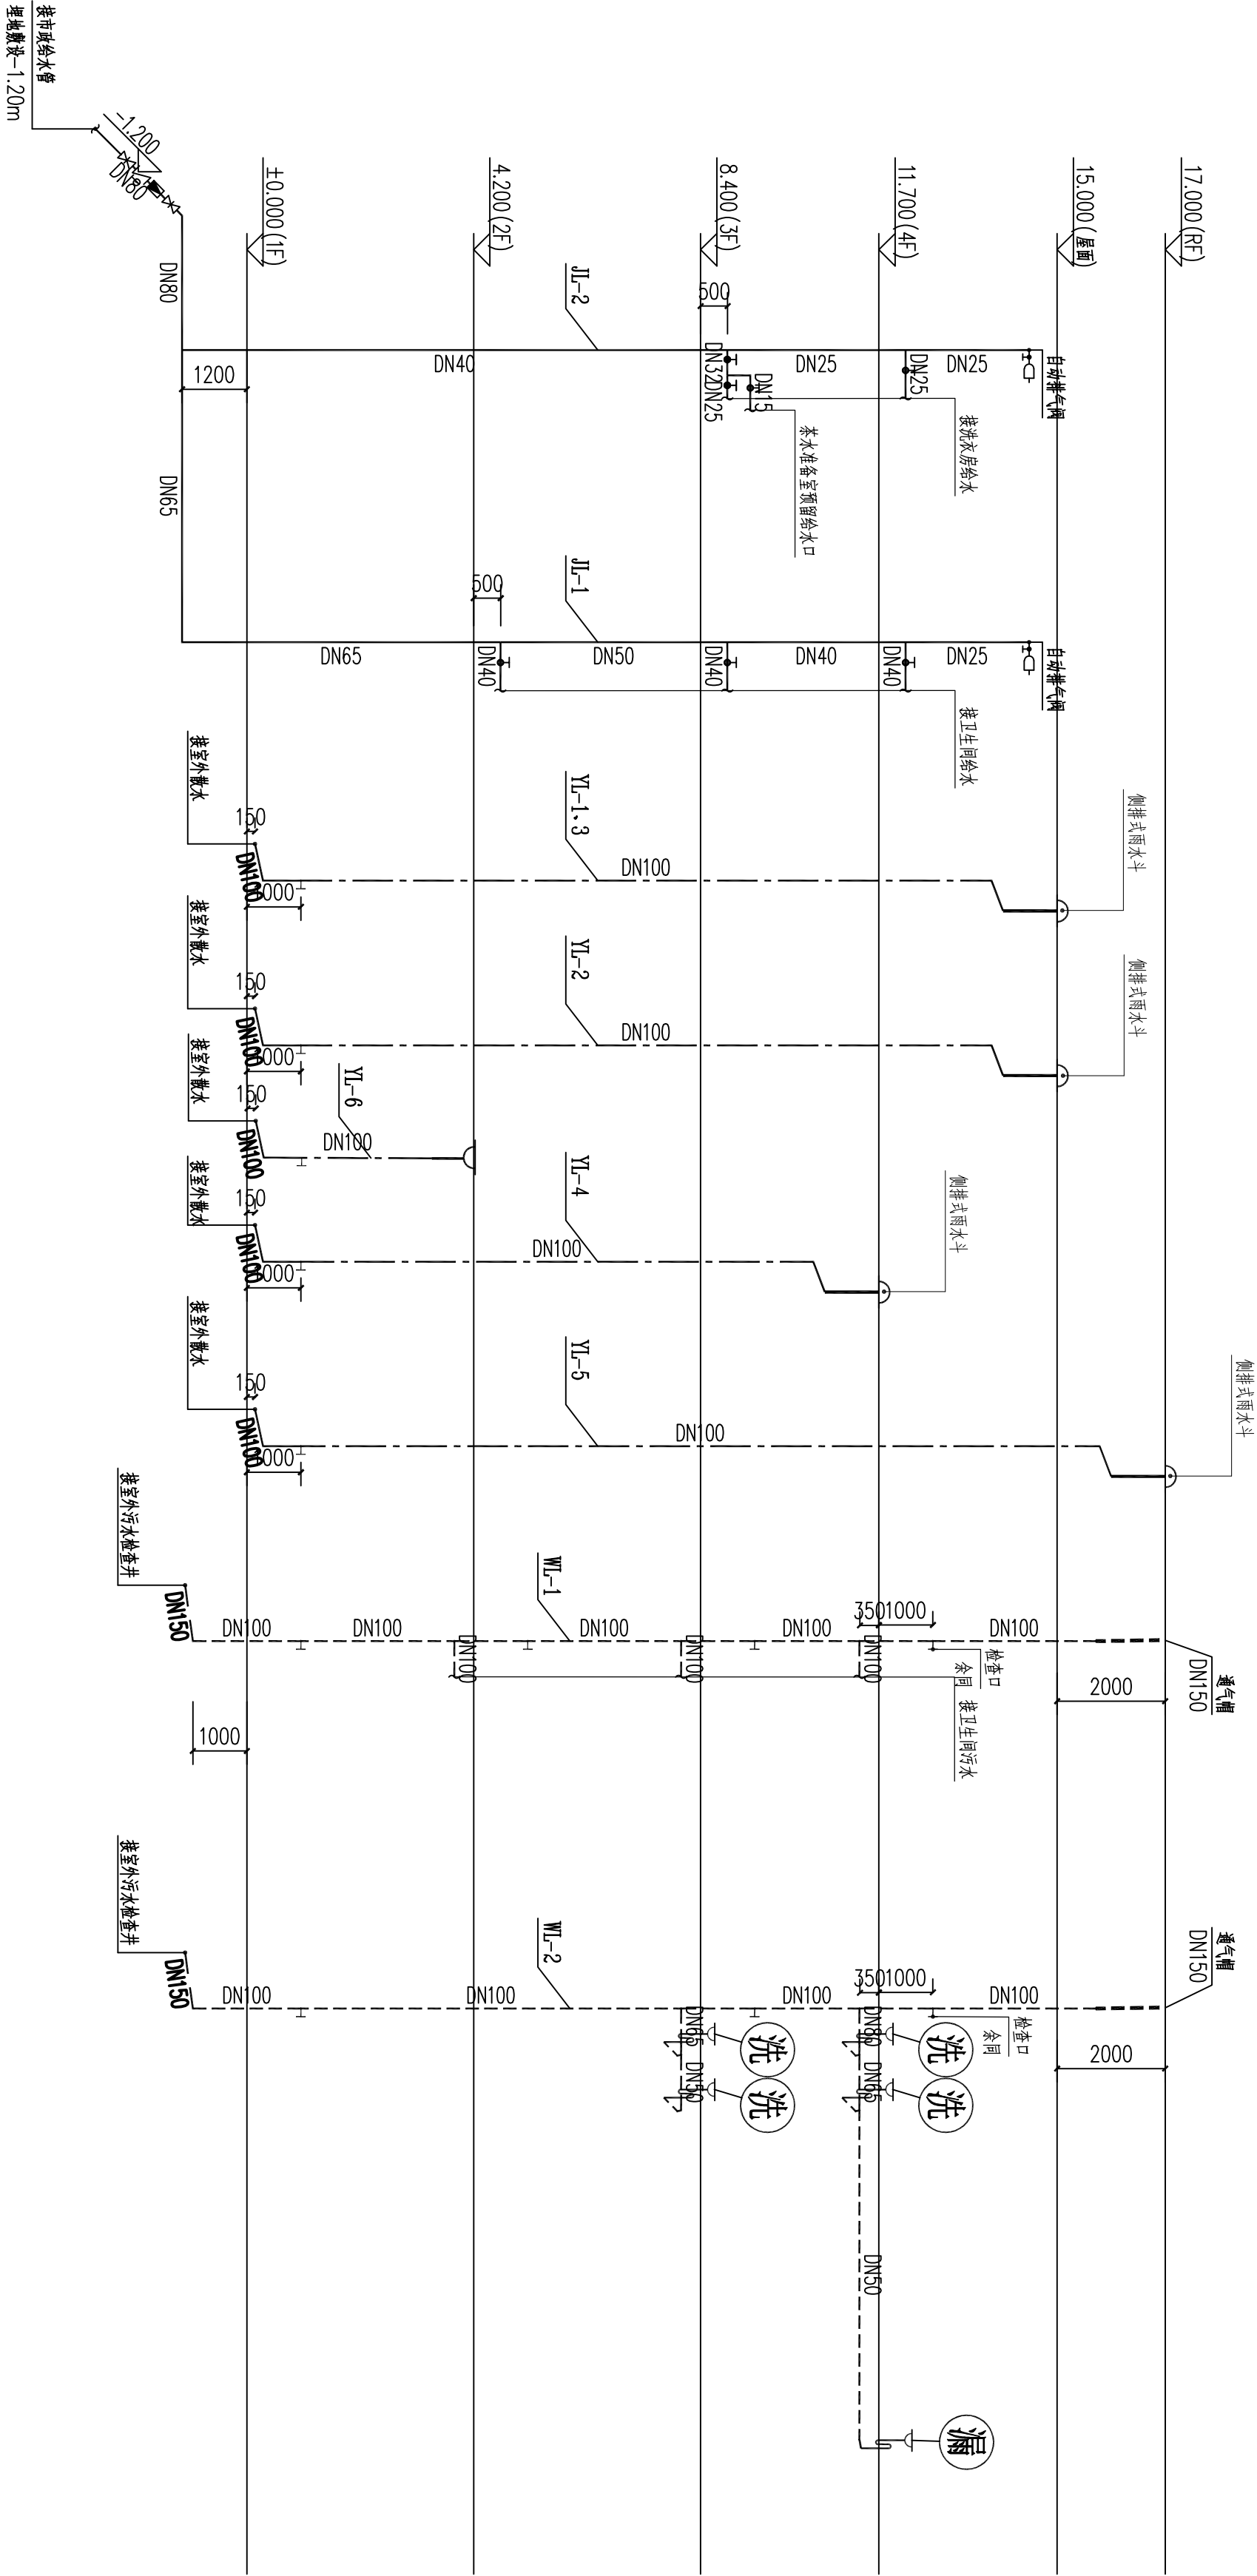 17.000(RF)
15.000(屋面)
11.700(4F)
8.400(3F)
4.200(2F)
±0.000(1F)
-1.200
DN80
接市政给水管
埋地敷设-1.20m
DN80
DN65
1200
JL-2
DN40
500
DN32
DN25
DN15
DN25
DN25
DN25
自动排气阀
接洗衣房给水
茶水准备室预留给水口
JL-1
DN65
500
DN40
DN50
DN40
DN40
DN40
DN25
自动排气阀
接卫生间给水
侧排式雨水斗
YL-1、3
DN100
接室外散水
150
DN100
1000
侧排式雨水斗
YL-2
DN100
接室外散水
150
DN100
1000
YL-6
DN100
接室外散水
150
DN100
侧排式雨水斗
YL-4
DN100
接室外散水
150
DN100
1000
侧排式雨水斗
YL-5
DN100
接室外散水
150
DN100
1000
通气帽
DN150
2000
WL-1
DN100
DN100
DN100
DN100
DN100
350
1000
DN100
DN100
DN100
检查口
余同
接卫生间污水
接室外污水检查井
DN150
1000
通气帽
DN150
2000
WL-2
DN100
DN100
DN100
DN100
350
1000
检查口
余同
DN80
DN65
DN65
DN50
洗
洗
洗
洗
DN50
漏
接室外污水检查井
DN150